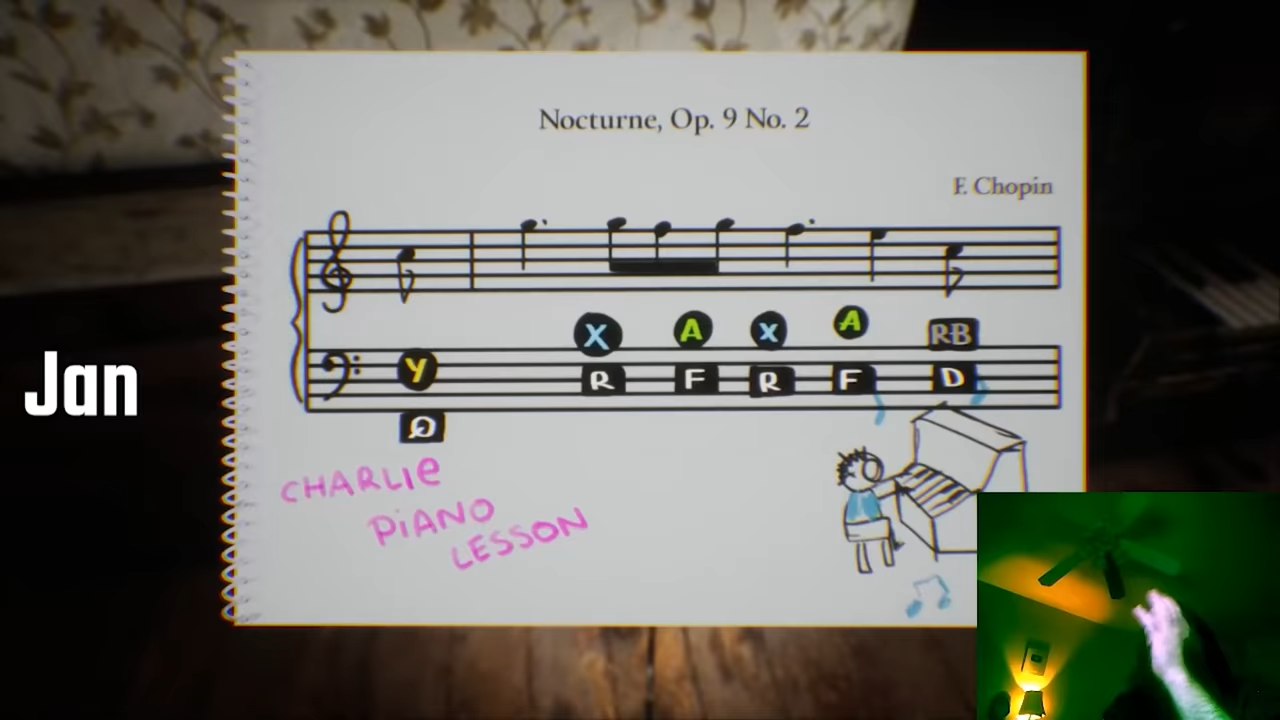 Nocturne, Op. 9 No. 2
F. Chopin
X A X A RB
Y R F R F D
Q
Jan
CHARLIE
PIANO
LESSON